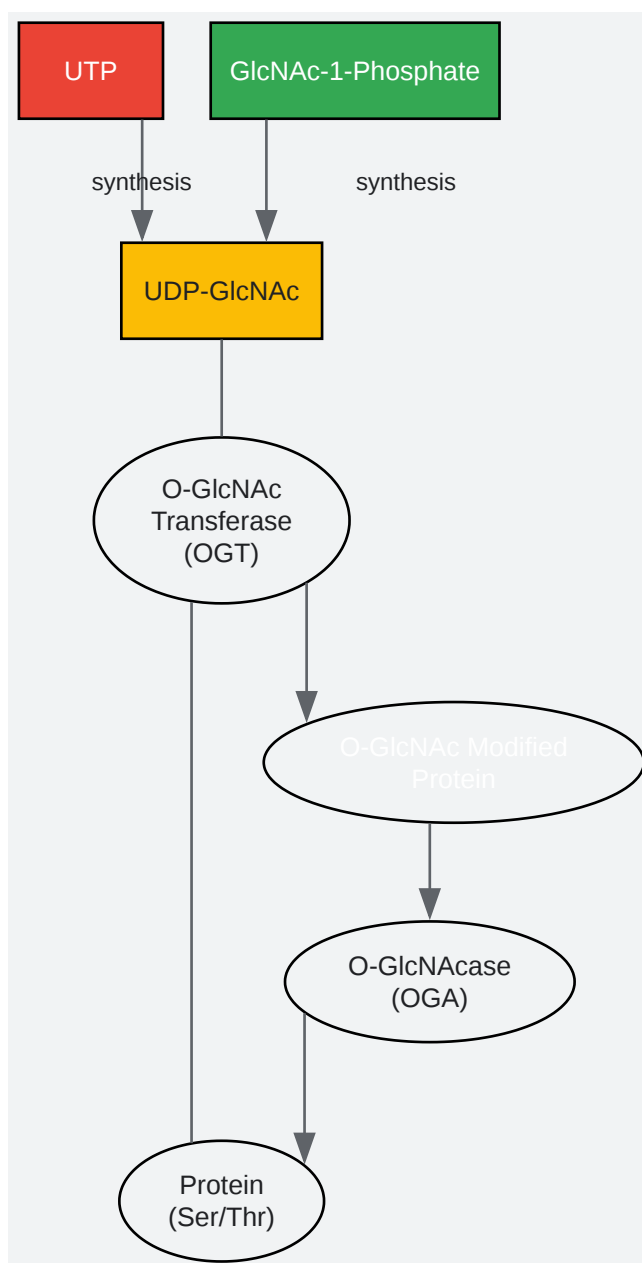 UTP
GlcNAc-1-Phosphate
synthesis
synthesis
UDP-GlcNAc
O-GlcNAc
Transferase
(OGT)
O-GlcNAc Modified
Protein
O-GlcNAcase
(OGA)
Protein
(Ser/Thr)